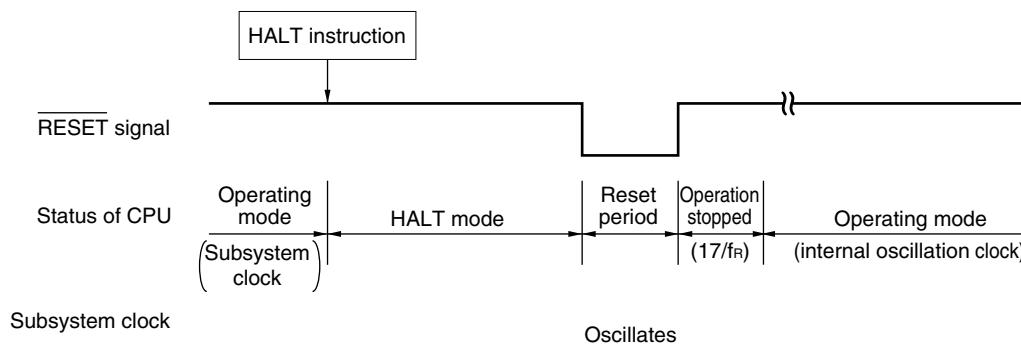 HALT instruction
RESET signal
Status of CPU
Operating
mode
(Subsystem
clock)
HALT mode
Reset
period
Operation
stopped
(17/fR)
Operating mode
(internal oscillation clock)
Subsystem clock
Oscillates